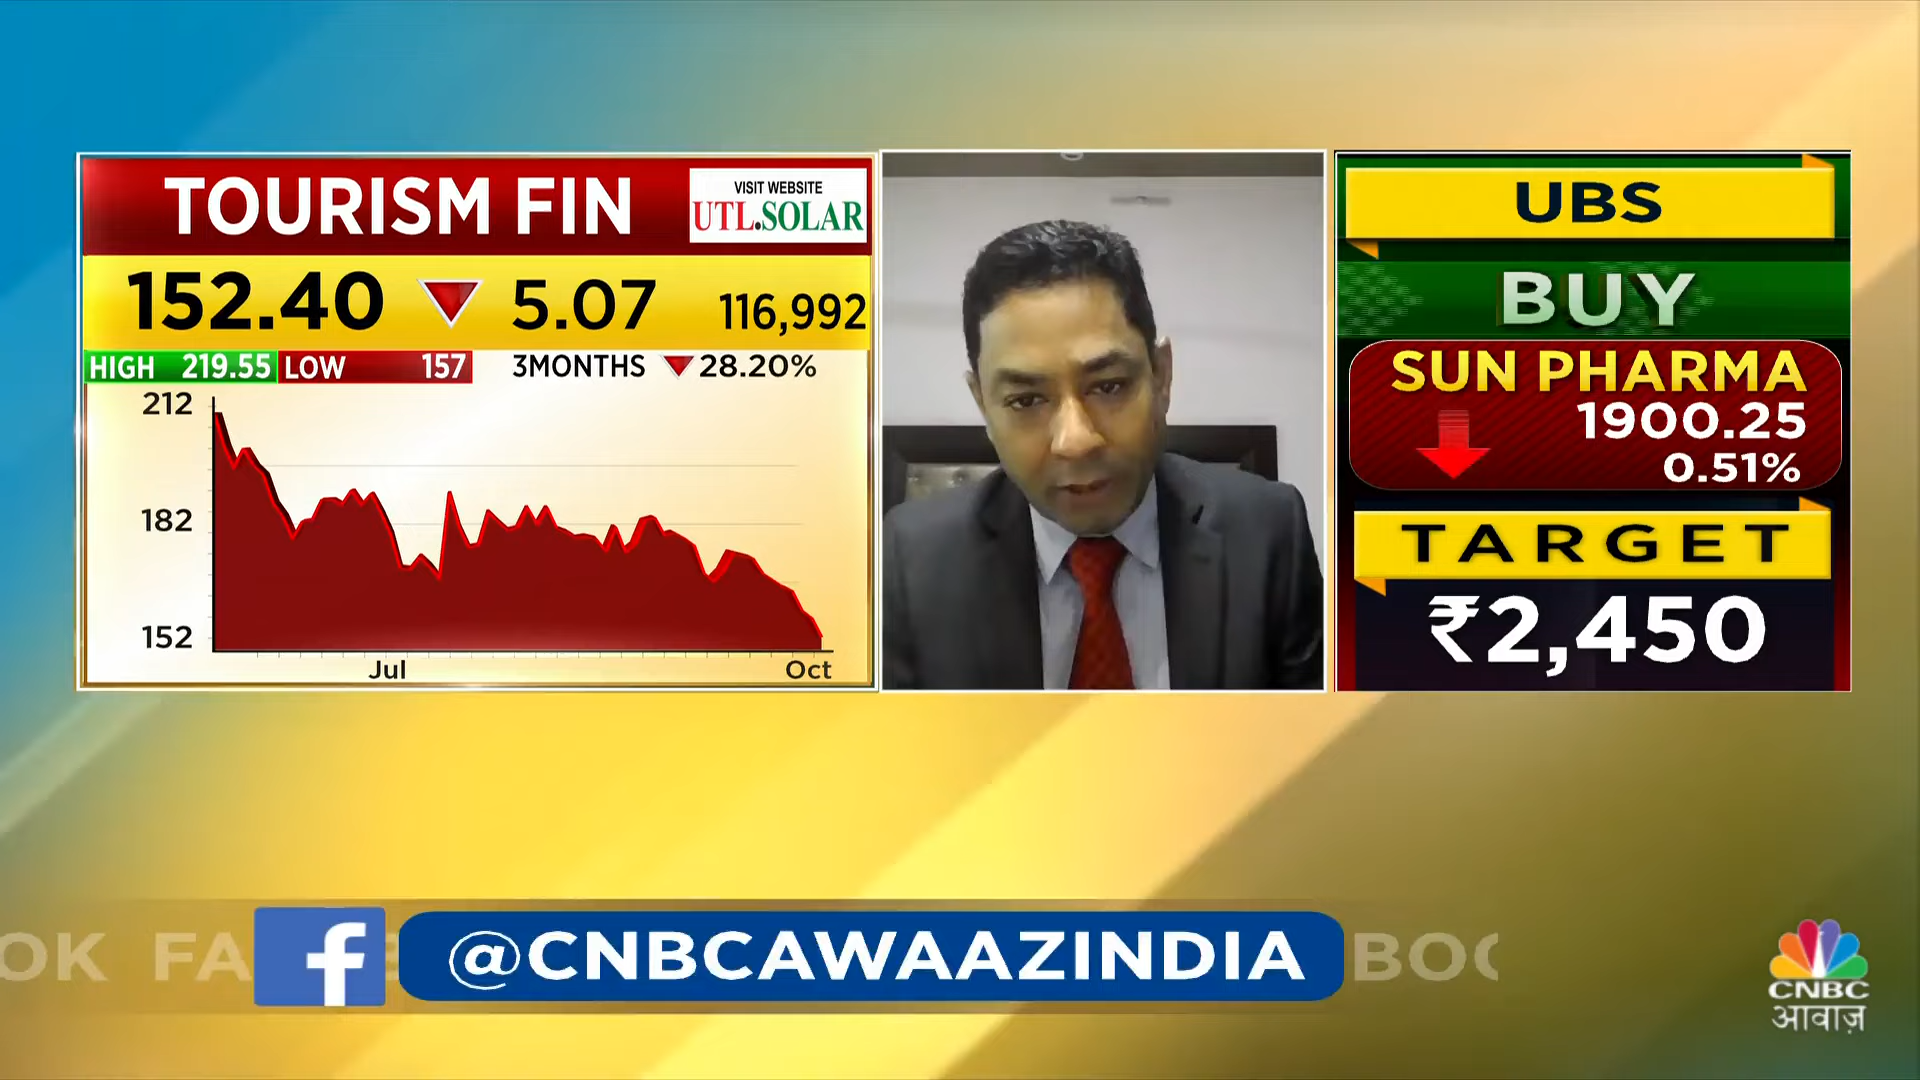 TOURISM FIN
VISIT WEBSITE
UTL.SOLAR
152.40 5.07 116,992
HIGH 219.55 LOW 157 3MONTHS 28.20%
212
182
152
Jul Oct
UBS
BUY
SUN PHARMA
1900.25
0.51%
TARGET
₹2,450
OK FA
f @CNBCAWAAZINDIA
BOO
CNBC
आवाज़